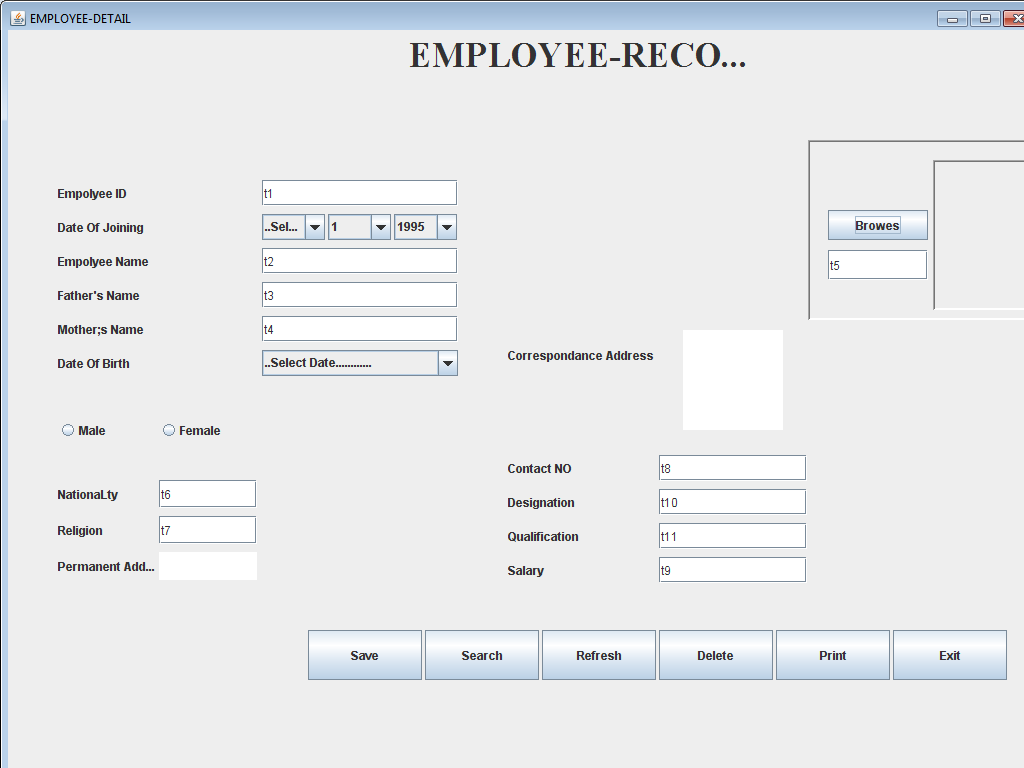 EMPLOYEE-DETAIL
EMPLOYEE-RECO...
Empolyee ID t1
Date Of Joining ..Sel... 1 1995
Empolyee Name t2
Father's Name t3
Mother;s Name t4
Date Of Birth ..Select Date............
Browes
t5
Correspondance Address
Male Female
NationaLty t6
Religion t7
Permanent Add...
Contact NO t8
Designation t10
Qualification t11
Salary t9
Save Search Refresh Delete Print Exit